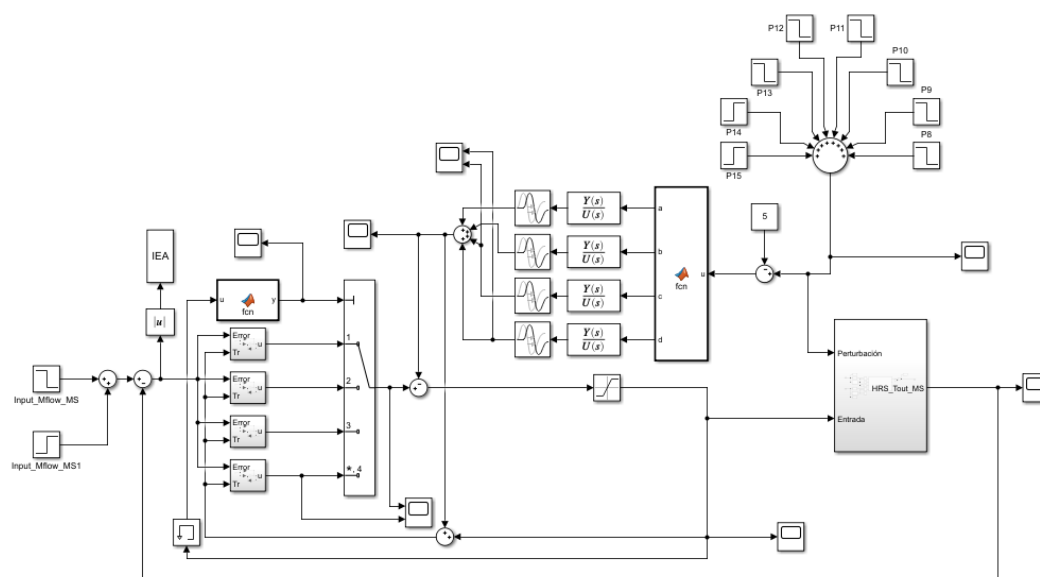 P12
P11
P10
P13
P9
P14
P8
P15
5
Y(s)
U(s)
a
Y(s)
U(s)
b
u
fcn
Y(s)
U(s)
c
Y(s)
U(s)
d
IEA
|u|
u
fcn
y
Error
Tr
u
1
Error
Tr
u
2
Error
Tr
u
3
Error
Tr
u
*, 4
Input_Mflow_MS
Input_Mflow_MS1
Perturbación
HRS_Tout_MS
Entrada